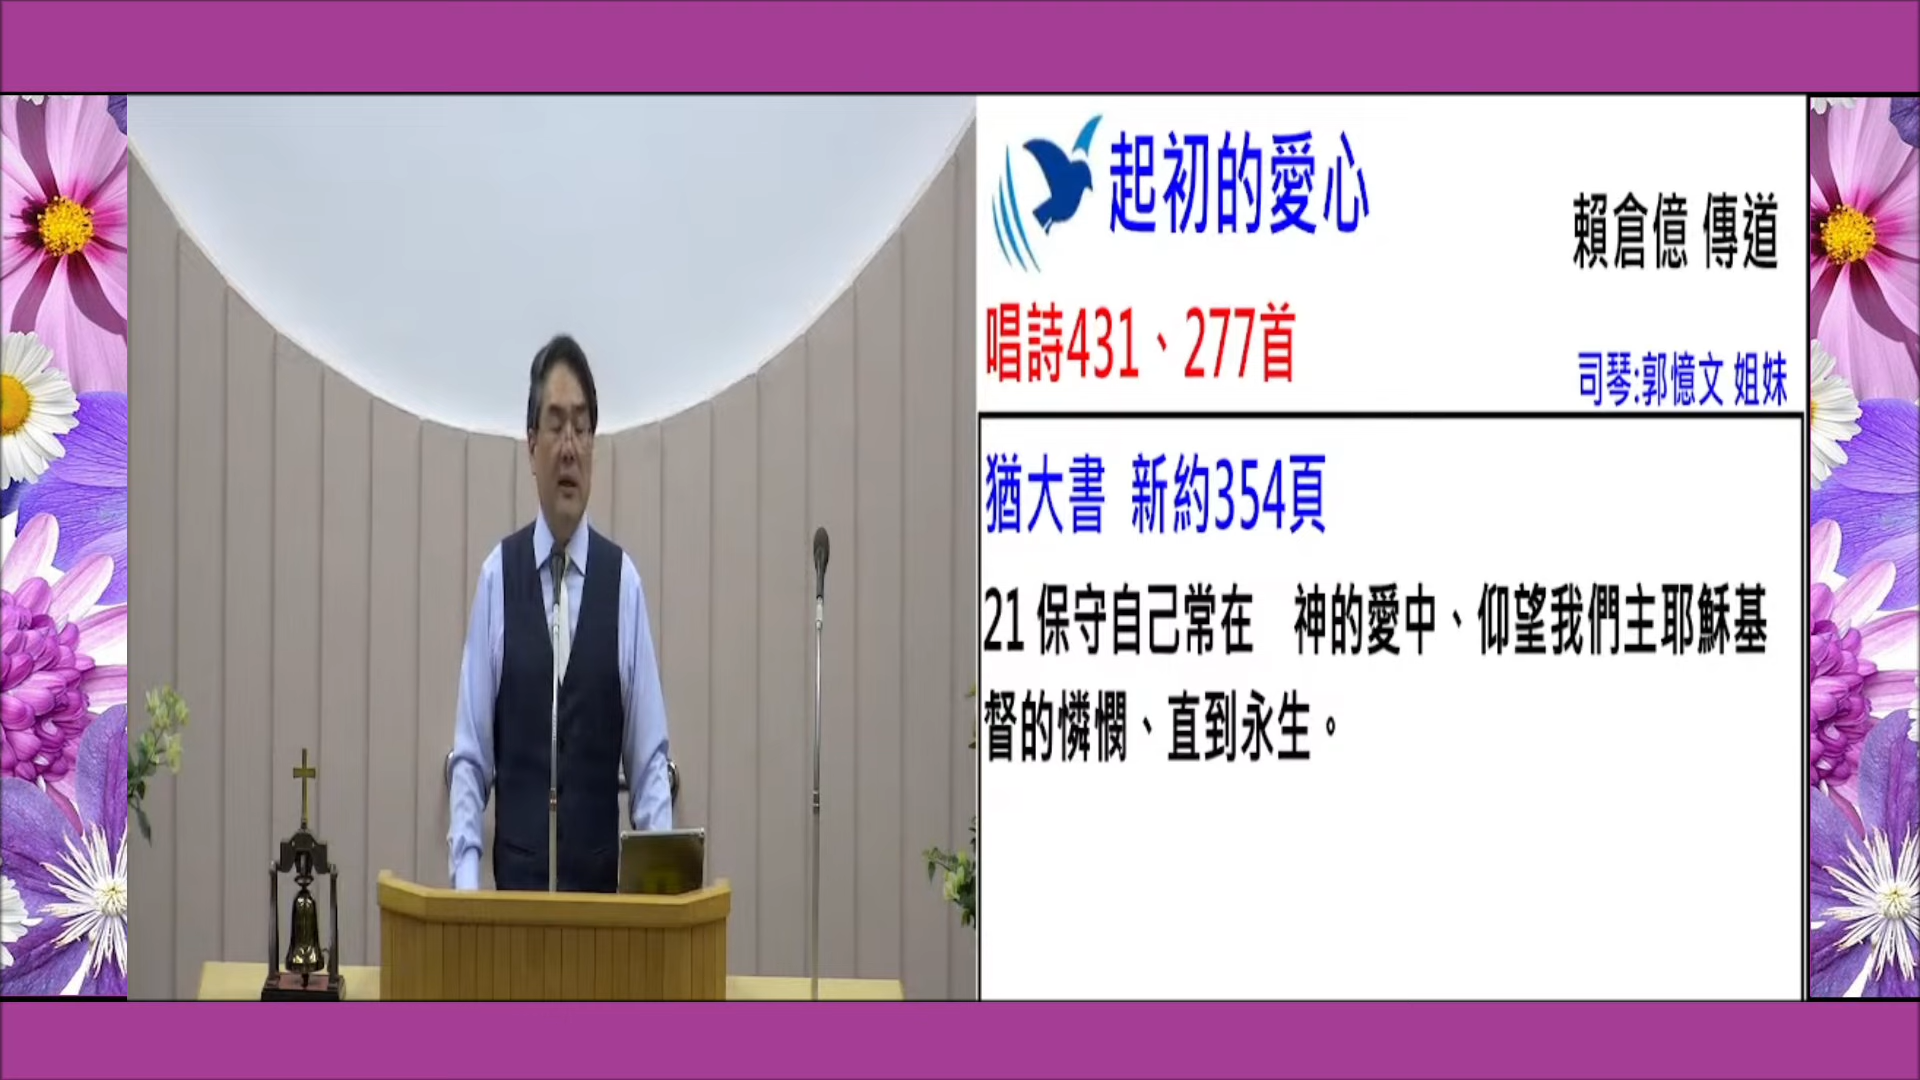 起初的愛心
賴倉億 傳道
唱詩431、277首
司琴:郭憶文 姐妹
猶大書 新約354頁
21 保守自己常在　神的愛中、仰望我們主耶穌基
督的憐憫、直到永生。